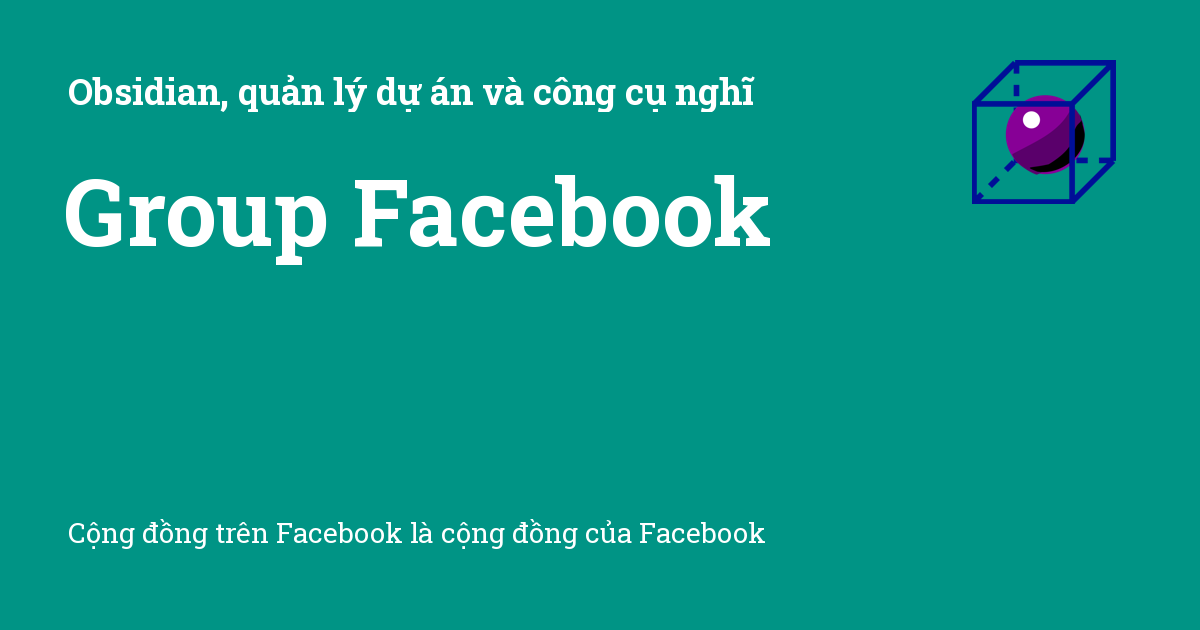 Obsidian, quản lý dự án và công cụ nghĩ
Group Facebook
Cộng đồng trên Facebook là cộng đồng của Facebook